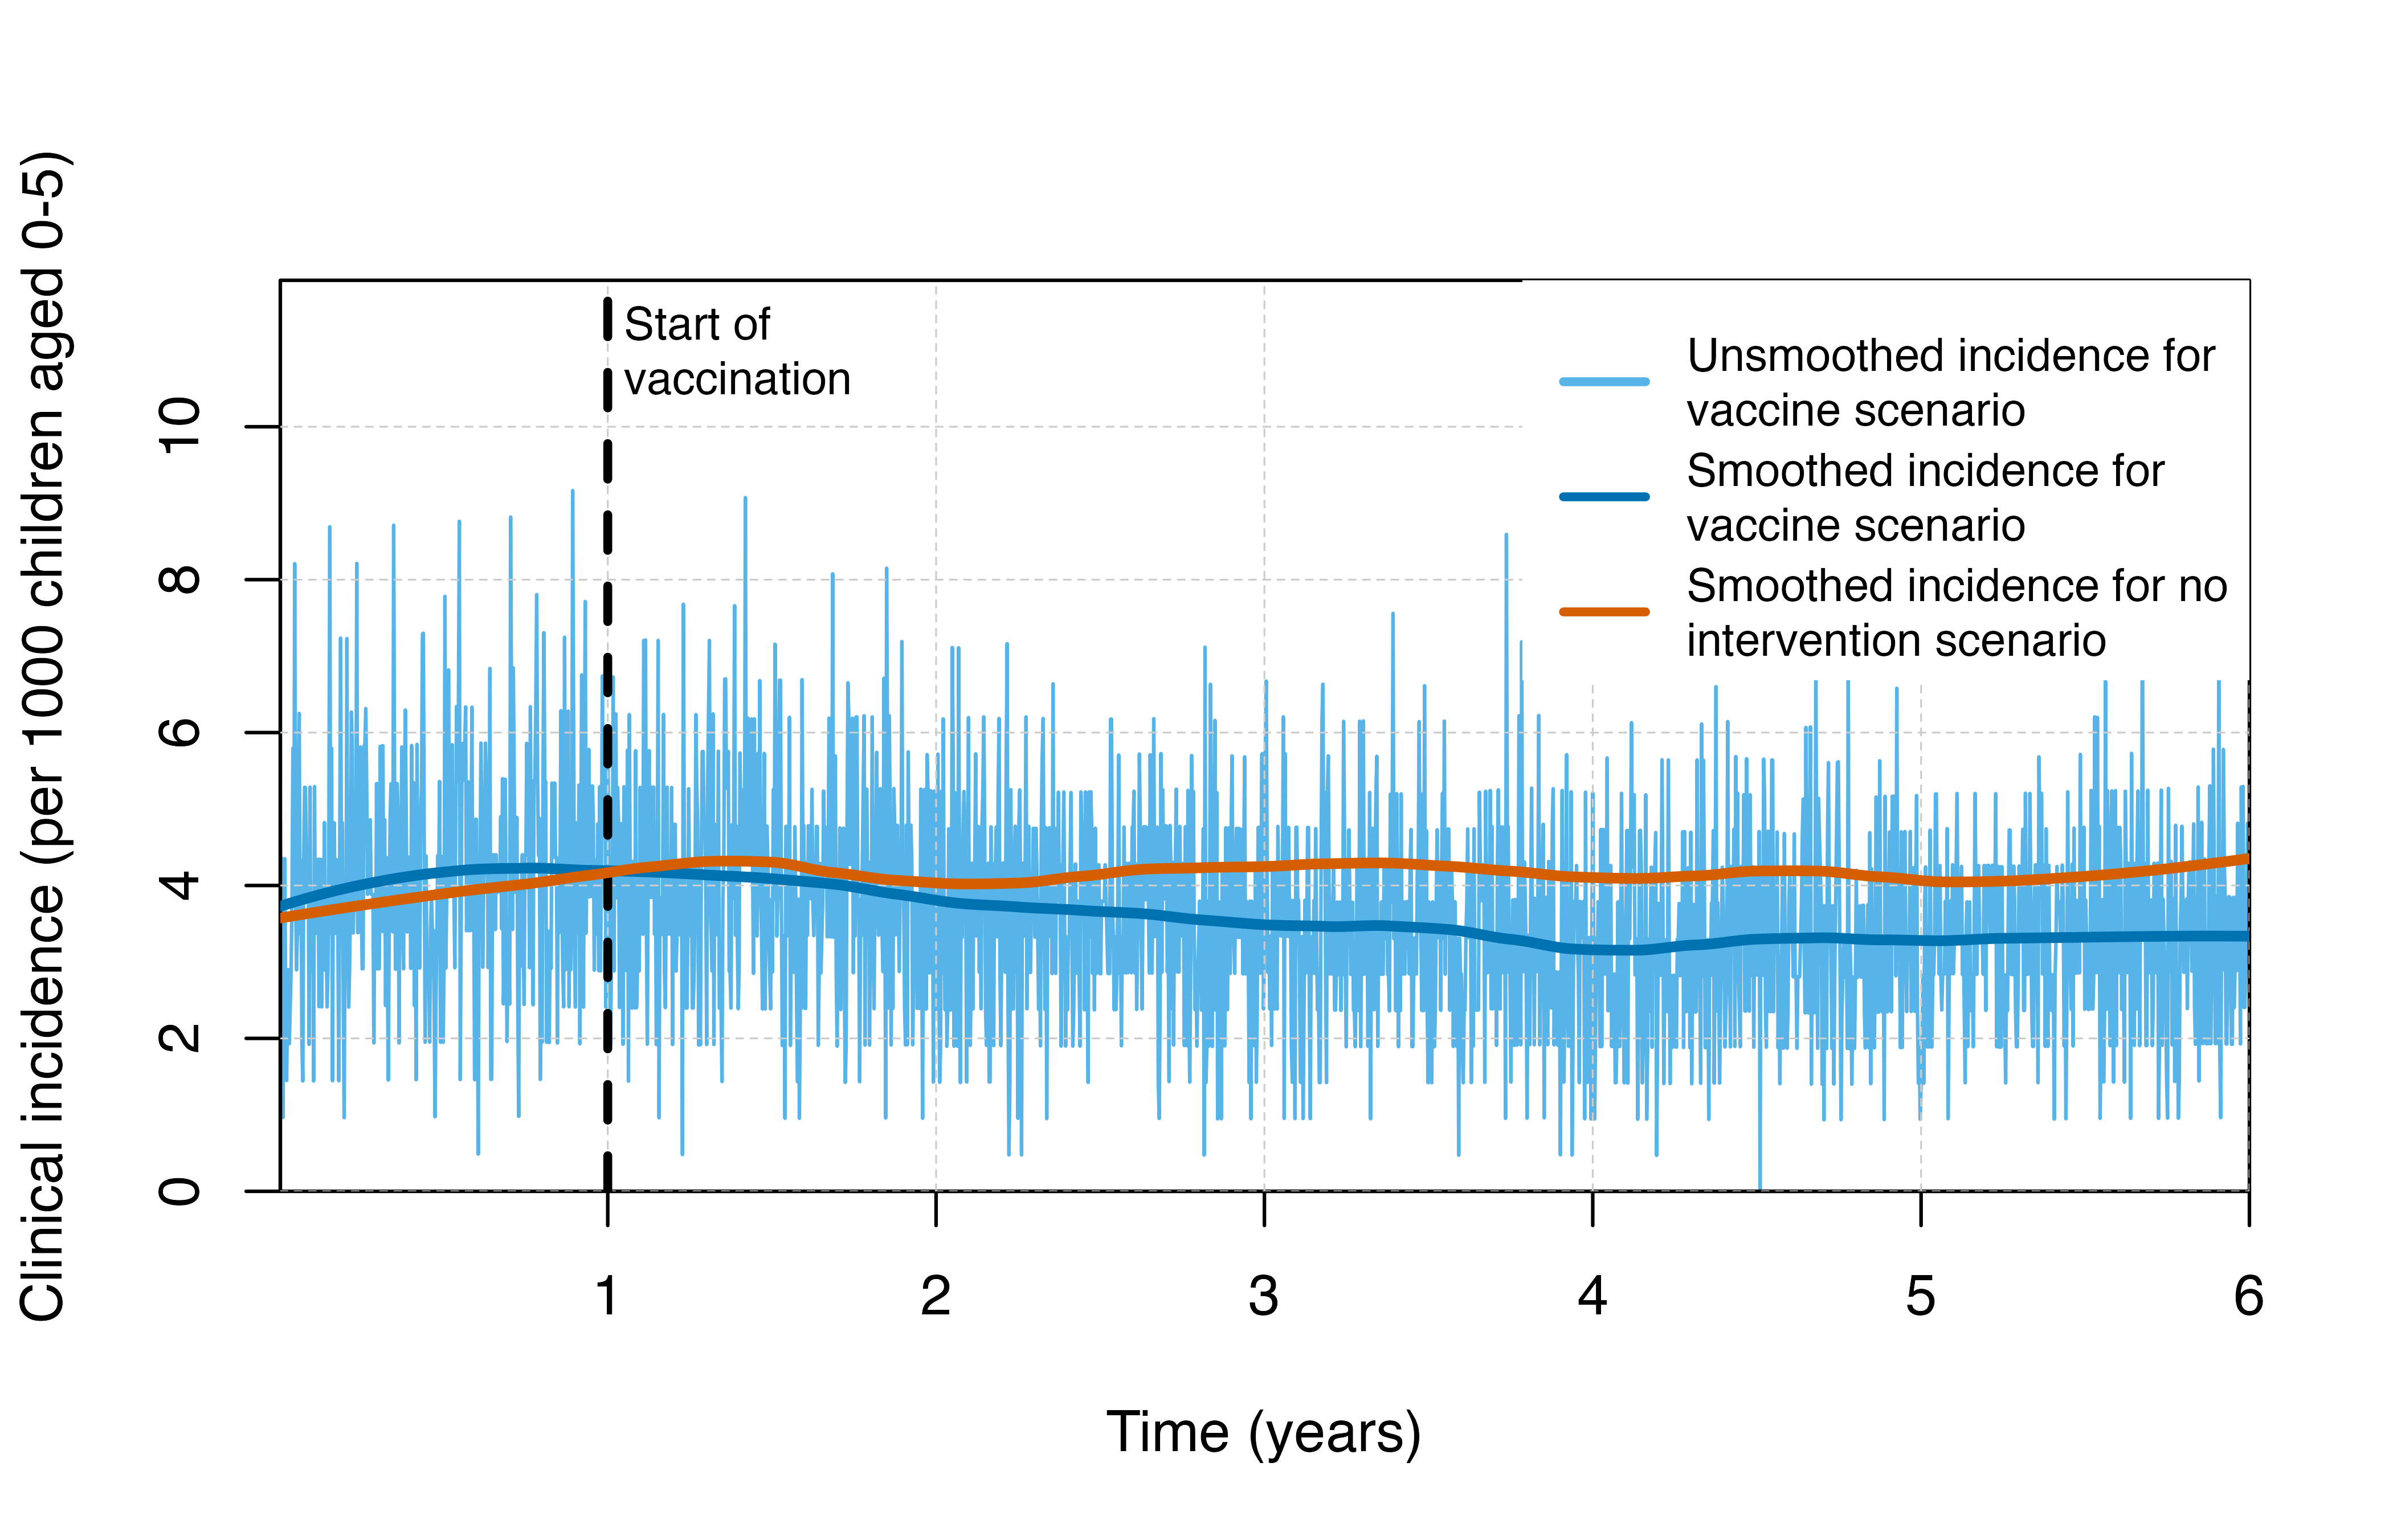 Clinical incidence (per 1000 children aged 0-5)
10
8
6
4
2
0
Start of
vaccination
Unsmoothed incidence for
vaccine scenario
Smoothed incidence for
vaccine scenario
Smoothed incidence for no
intervention scenario
1 2 3 4 5 6
Time (years)